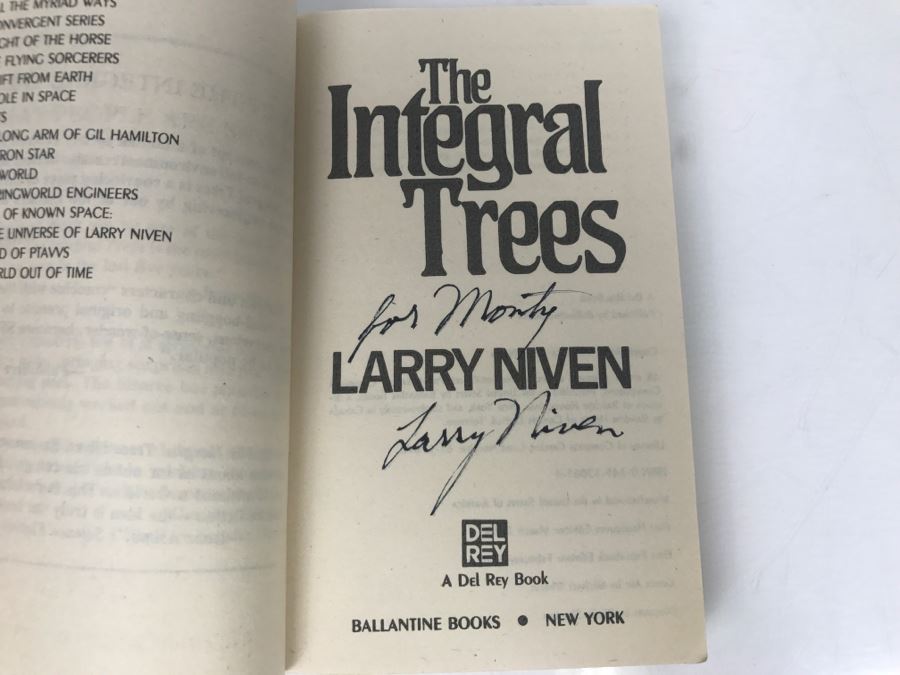 L THE MYRIAD WAYS
ONVERGENT SERIES
GHT OF THE HORSE
FLYING SORCERERS
IFT FROM EARTH
OLE IN SPACE
S
LONG ARM OF GIL HAMILTON
RON STAR
WORLD
RINGWORLD ENGINEERS
OF KNOWN SPACE:
E UNIVERSE OF LARRY NIVEN
D OF PTAVVS
RLD OUT OF TIME
The
Integral
Trees
for Monty
LARRY NIVEN
Larry Niven
DEL
REY
A Del Rey Book
BALLANTINE BOOKS • NEW YORK